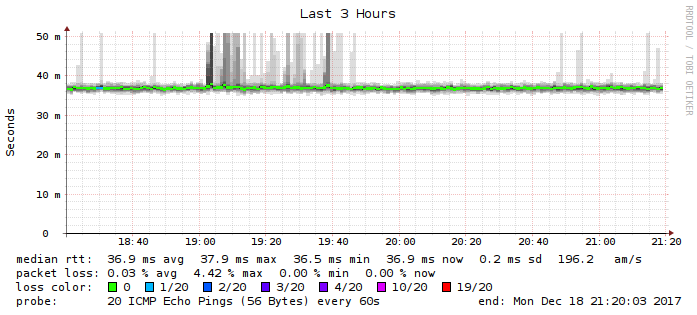 Last 3 Hours
RRDTOOL / TOBI OETIKER
Seconds
50 m
40 m
30 m
20 m
10 m
0
18:40 19:00 19:20 19:40 20:00 20:20 20:40 21:00 21:20
median rtt: 36.9 ms avg 37.9 ms max 36.5 ms min 36.9 ms now 0.2 ms sd 196.2 am/s
packet loss: 0.03 % avg 4.42 % max 0.00 % min 0.00 % now
loss color: 0 1/20 2/20 3/20 4/20 10/20 19/20
probe: 20 ICMP Echo Pings (56 Bytes) every 60s end: Mon Dec 18 21:20:03 2017